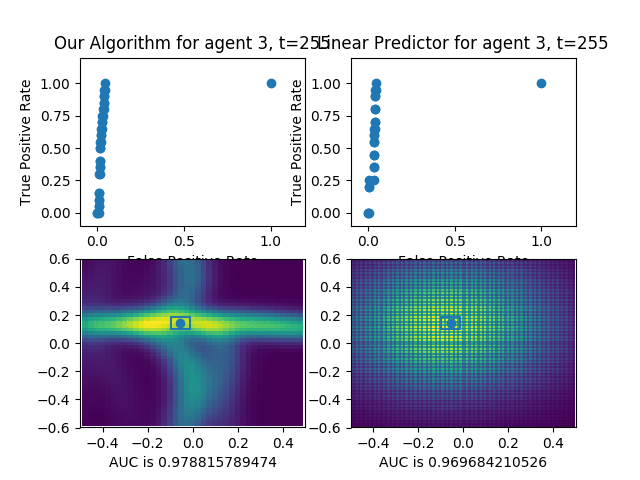 Our Algorithm for agent 3, t=255
Linear Predictor for agent 3, t=255
True Positive Rate
1.00
0.75
0.50
0.25
0.00
0.0 0.5 1.0
False Positive Rate
True Positive Rate
1.00
0.75
0.50
0.25
0.00
0.0 0.5 1.0
False Positive Rate
0.6
0.4
0.2
0.0
−0.2
−0.4
−0.6
−0.4 −0.2 0.0 0.2 0.4
AUC is 0.978815789474
0.6
0.4
0.2
0.0
−0.2
−0.4
−0.6
−0.4 −0.2 0.0 0.2 0.4
AUC is 0.969684210526